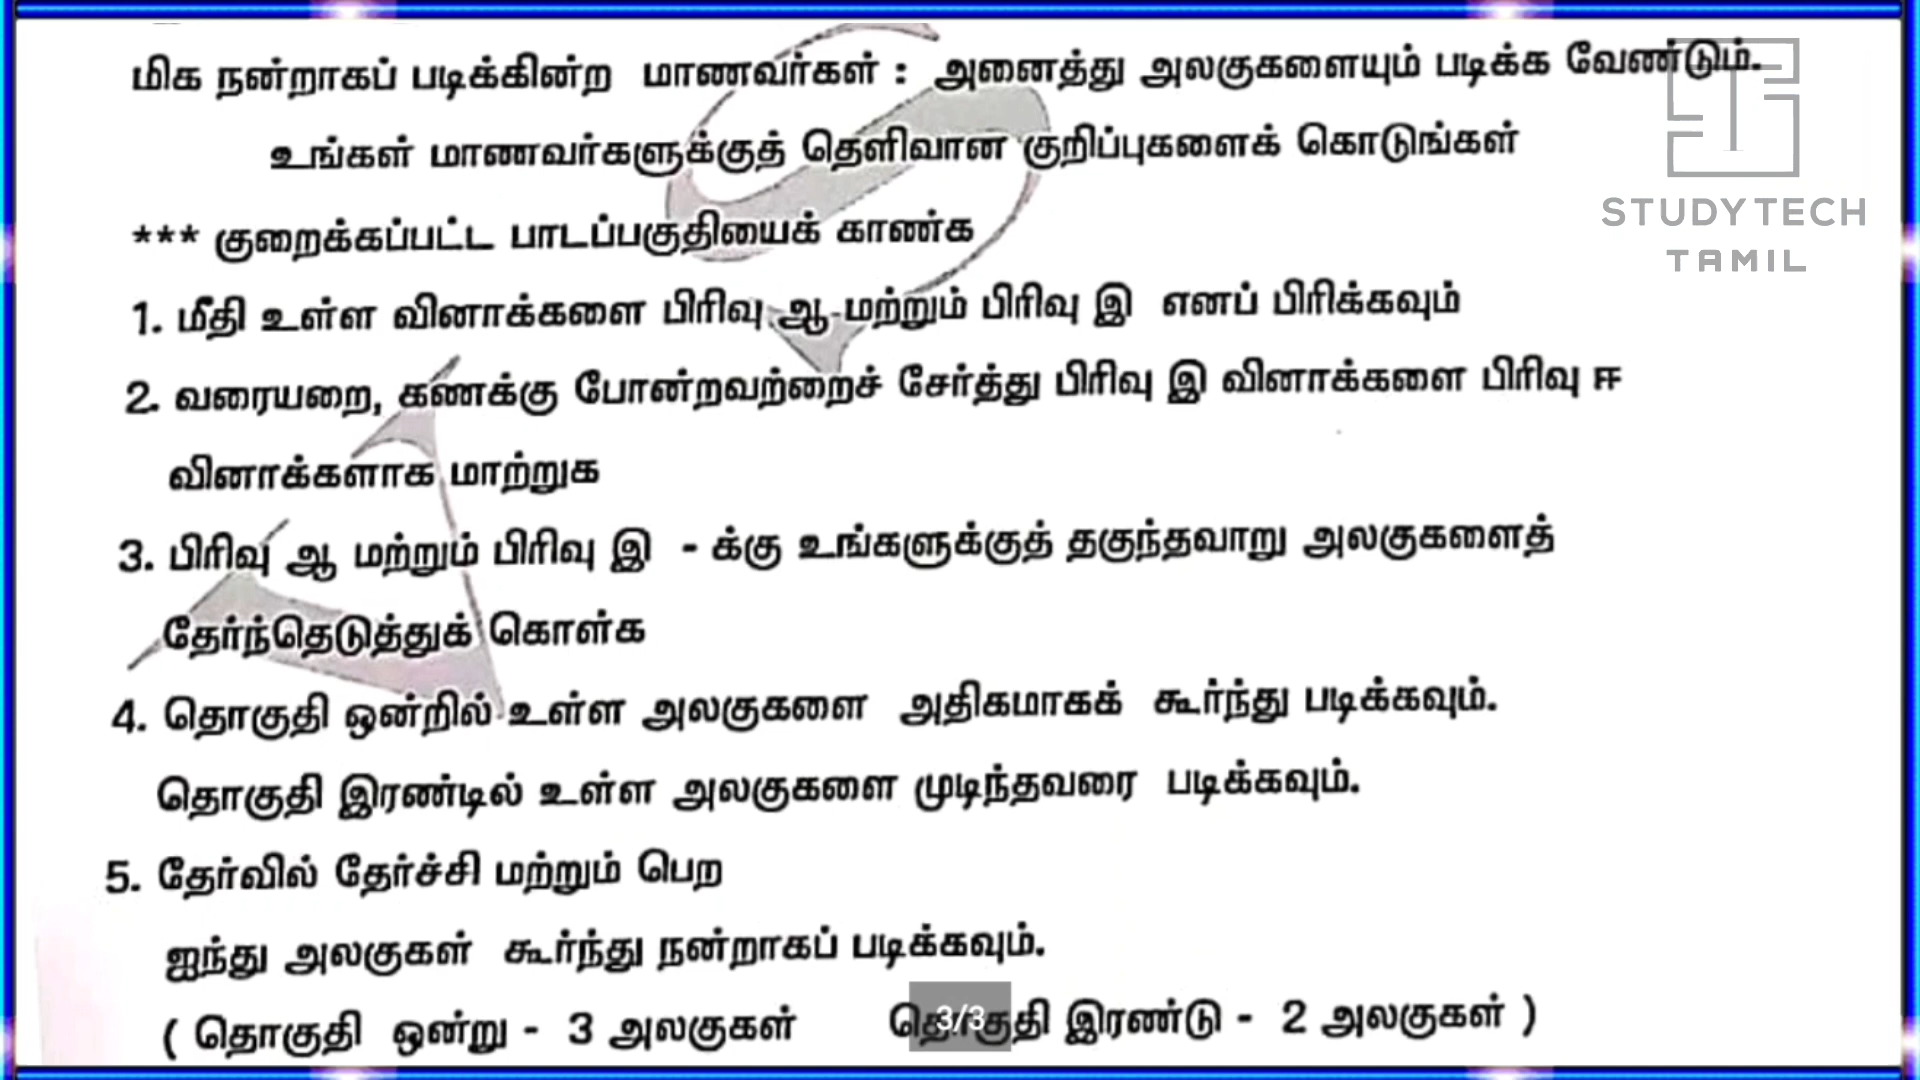 மிக நன்றாகப் படிக்கின்ற மாணவர்கள் : அனைத்து அலகுகளையும் படிக்க வேண்டும்.
உங்கள் மாணவர்களுக்குத் தெளிவான குறிப்புகளைக் கொடுங்கள்
STUDYTECH
TAMIL
*** குறைக்கப்பட்ட பாடப்பகுதியைக் காண்க
1. மீதி உள்ள வினாக்களை பிரிவு ஆ மற்றும் பிரிவு இ எனப் பிரிக்கவும்
2. வரையறை, கணக்கு போன்றவற்றைச் சேர்த்து பிரிவு இ வினாக்களை பிரிவு ஈ
வினாக்களாக மாற்றுக
3. பிரிவு ஆ மற்றும் பிரிவு இ - க்கு உங்களுக்குத் தகுந்தவாறு அலகுகளைத்
தேர்ந்தெடுத்துக் கொள்க
4. தொகுதி ஒன்றில் உள்ள அலகுகளை அதிகமாகக் கூர்ந்து படிக்கவும்.
தொகுதி இரண்டில் உள்ள அலகுகளை முடிந்தவரை படிக்கவும்.
5. தேர்வில் தேர்ச்சி மற்றும் பெற
ஐந்து அலகுகள் கூர்ந்து நன்றாகப் படிக்கவும்.
( தொகுதி ஒன்று - 3 அலகுகள் தொகுதி இரண்டு - 2 அலகுகள் )
3/3